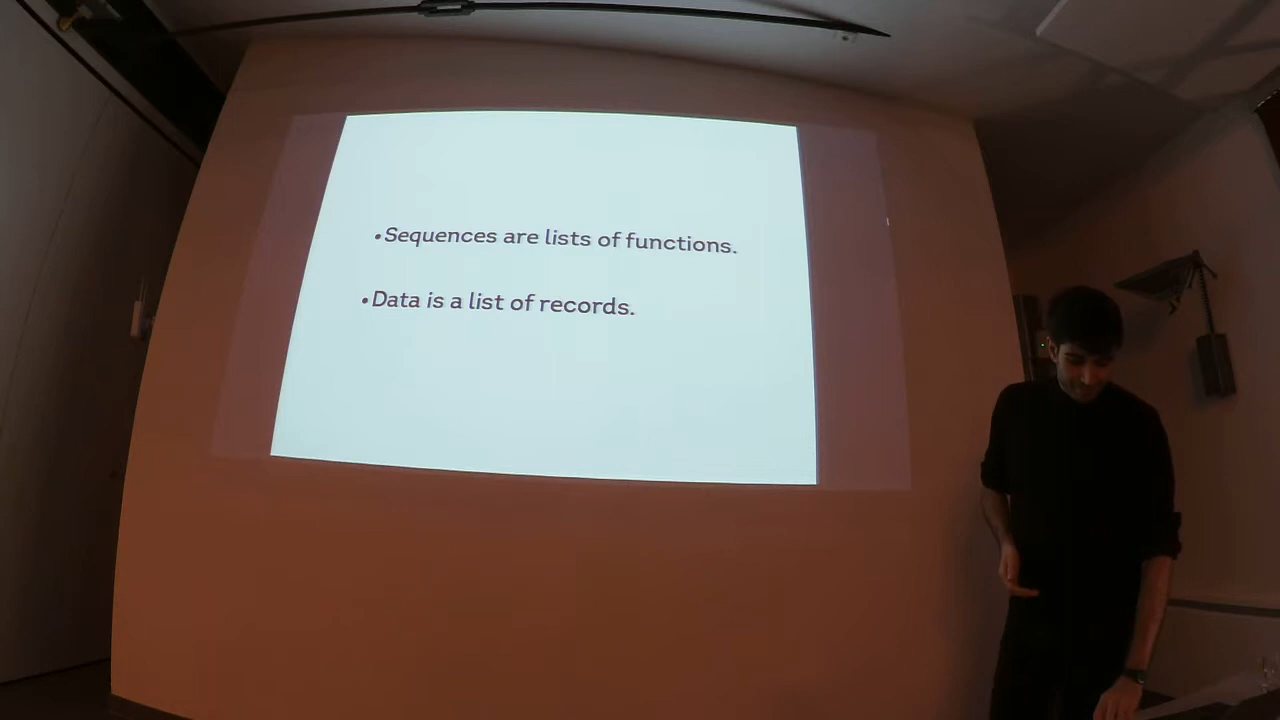 •Sequences are lists of functions.
•Data is a list of records.